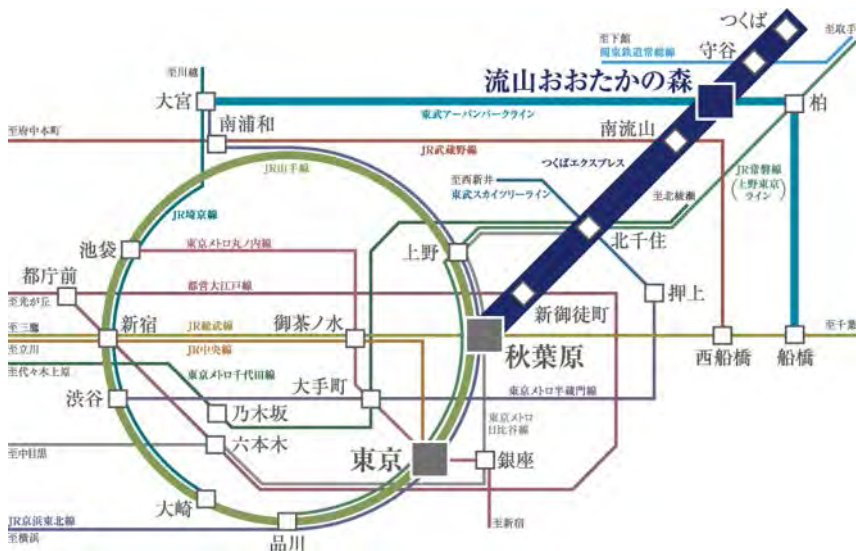 つくば
至取手
至下館
関東鉄道常総線
守谷
至川越
流山おおたかの森
大宮
柏
東武アーバンパークライン
南浦和
南流山
至府中本町
JR武蔵野線
つくばエクスプレス
JR山手線
JR常磐線
(上野東京ライン)
至西新井
東武スカイツリーライン
至北綾瀬
JR埼京線
北千住
池袋
東京メトロ丸ノ内線
上野
都庁前
都営大江戸線
押上
至光が丘
新御徒町
至三鷹
新宿
JR総武線
御茶ノ水
至千葉
秋葉原
西船橋
船橋
至立川
JR中央線
至代々木上原
東京メトロ千代田線
大手町
東京メトロ半蔵門線
渋谷
乃木坂
東京メトロ
日比谷線
六本木
至中目黒
東京
銀座
大崎
JR京浜東北線
至横浜
品川
至新宿